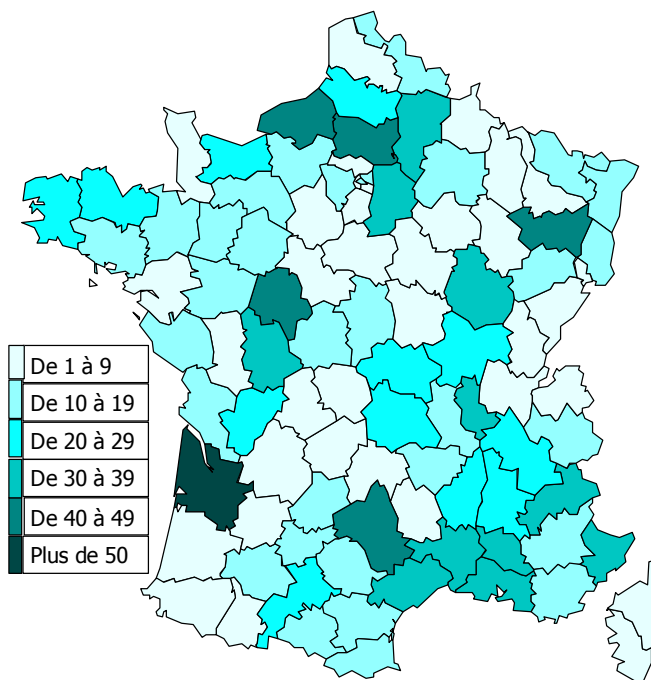 De 1 à 9
De 10 à 19
De 20 à 29
De 30 à 39
De 40 à 49
Plus de 50